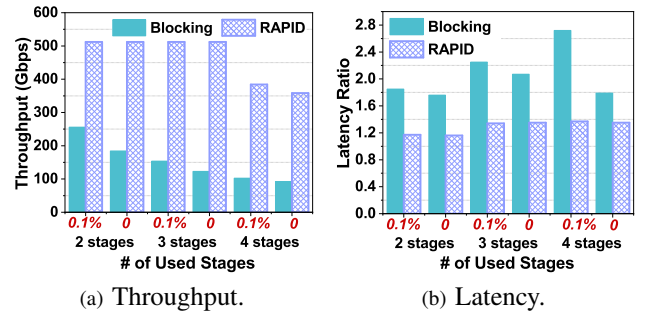 Blocking RAPID
Throughput (Gbps)
600
500
400
300
200
100
0
0.1% 0 0.1% 0 0.1% 0
2 stages 3 stages 4 stages
# of Used Stages
(a) Throughput.
Blocking
RAPID
Latency Ratio
2.8
2.4
2.0
1.6
1.2
0.8
0.4
0.0
0.1% 0 0.1% 0 0.1% 0
2 stages 3 stages 4 stages
# of Used Stages
(b) Latency.